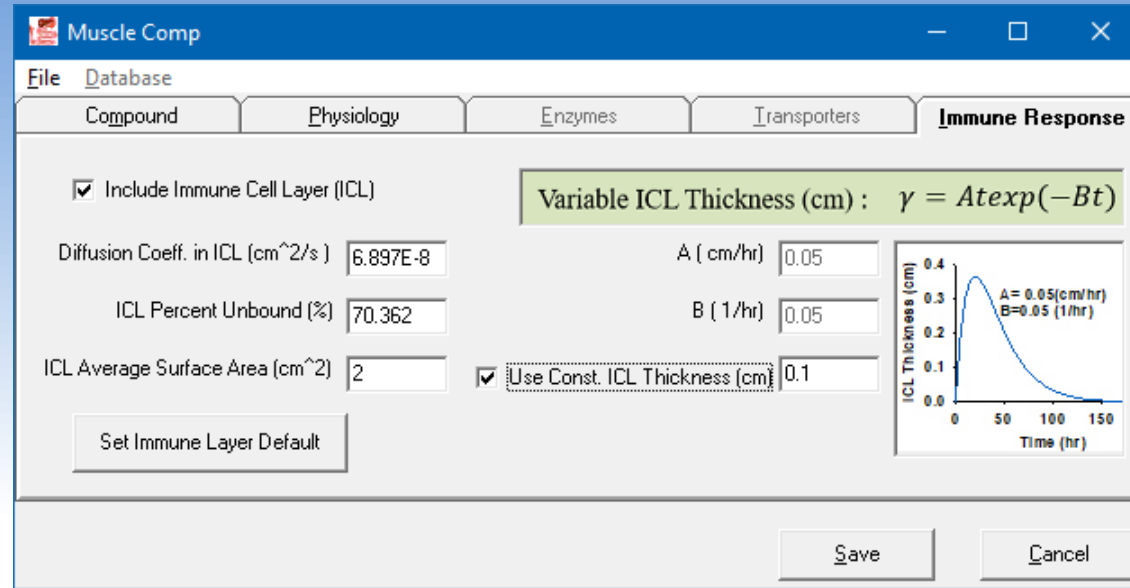 Muscle Comp
File Database
Compound Physiology Enzymes Transporters Immune Response
Include Immune Cell Layer (ICL)
Variable ICL Thickness (cm) : γ = Atexp(−Bt)
Diffusion Coeff. in ICL (cm^2/s ) 6.897E-8
A ( cm/hr) 0.05
ICL Percent Unbound (%) 70.362
B ( 1/hr) 0.05
ICL Average Surface Area (cm^2) 2
Use Const. ICL Thickness (cm) 0.1
Set Immune Layer Default
ICL Thickness (cm)
0.4
0.3
0.2
0.1
0.0
A= 0.05(cm/hr)
B=0.05 (1/hr)
0 50 100 150
Time (hr)
Save Cancel